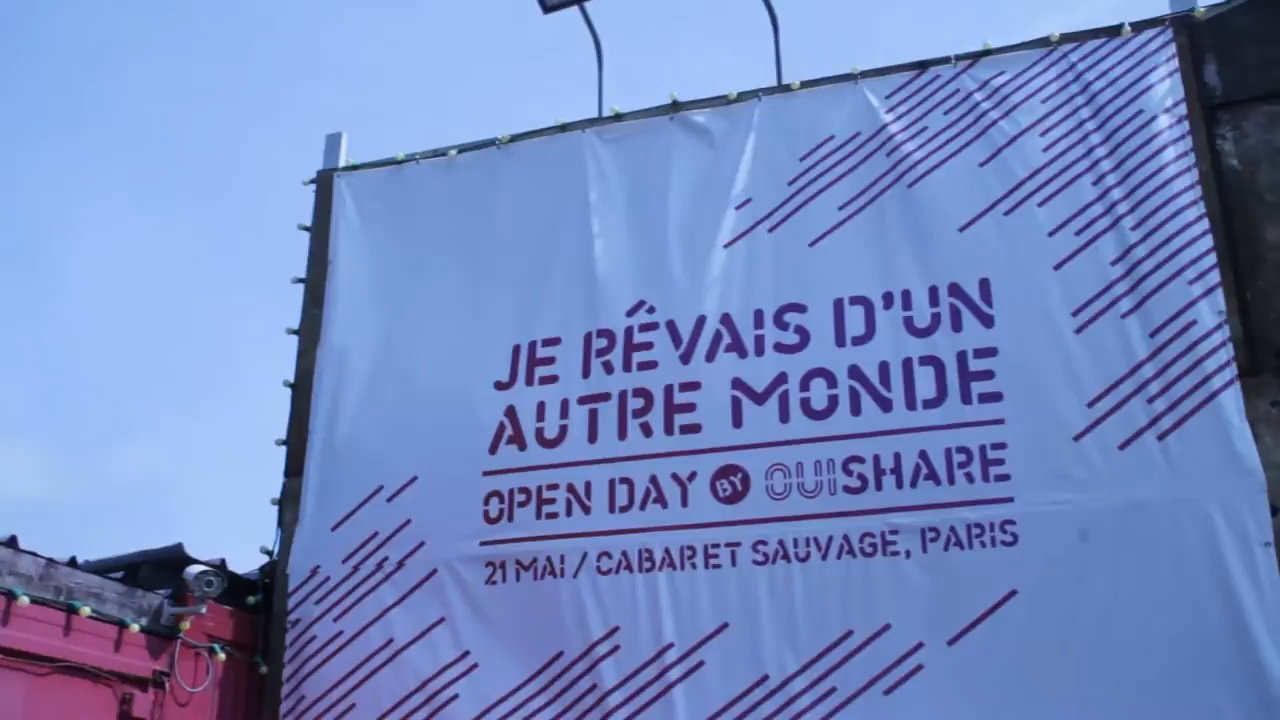 JE RÊVAIS D'UN
AUTRE MONDE
OPEN DAY BY OUISHARE
21 MAI / CABARET SAUVAGE, PARIS